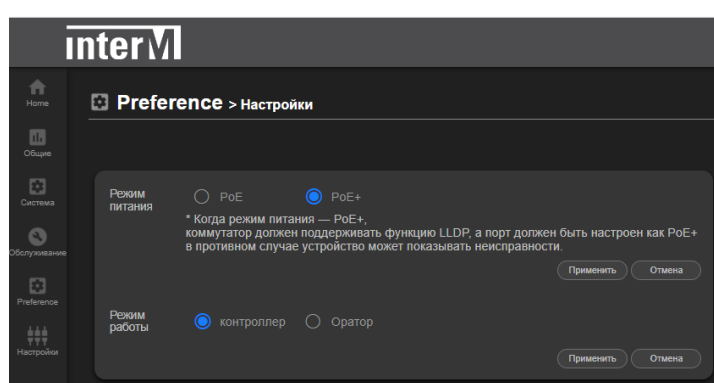 interM
Home
Preference > Настройки
Общие
Система
Обслуживание
Preference
Настройки
Режим питания
PoE
PoE+
* Когда режим питания — PoE+,
коммутатор должен поддерживать функцию LLDP, а порт должен быть настроен как PoE+
в противном случае устройство может показывать неисправности.
Применить
Отмена
Режим работы
контроллер
Оратор
Применить
Отмена